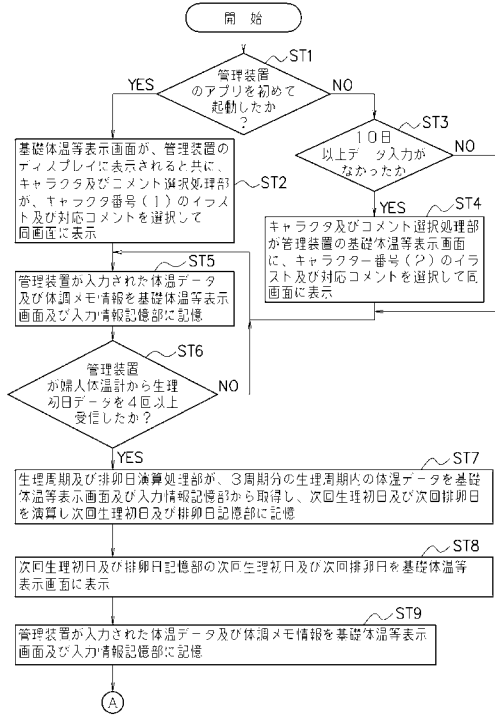 開 始
ST1
管理装置
のアプリを初めて
起動したか
?
YES
NO
ST3
10日
以上データ入力が
なかったか
NO
YES
基礎体温等表示画面が、管理装置の
ディスプレイに表示されると共に、
キャラクタ及びコメント選択処理部
が、キャラクタ番号(1)のイラス
ト及び対応コメントを選択して
同画面に表示
ST2
ST4
キャラクタ及びコメント選択処理部
が管理装置の基礎体温等表示画面
に、キャラクター番号(2)のイラ
スト及び対応コメントを選択して同
画面に表示
ST5
管理装置が入力された体温データ
及び体調メモ情報を基礎体温等表示
画面及び入力情報記憶部に記憶
ST6
管理装置
が婦人体温計から生理
初日データを4回以上
受信したか?
NO
YES
ST7
生理周期及び排卵日演算処理部が、3周期分の生理周期内の体温データを基礎
体温等表示画面及び入力情報記憶部から取得し、次回生理初日及び次回排卵日
を演算し次回生理初日及び排卵日記憶部に記憶
ST8
次回生理初日及び排卵日記憶部の次回生理初日及び次回排卵日を基礎体温等
表示画面に表示
ST9
管理装置が入力された体温データ及び体調メモ情報を基礎体温等表示
画面及び入力情報記憶部に記憶
A